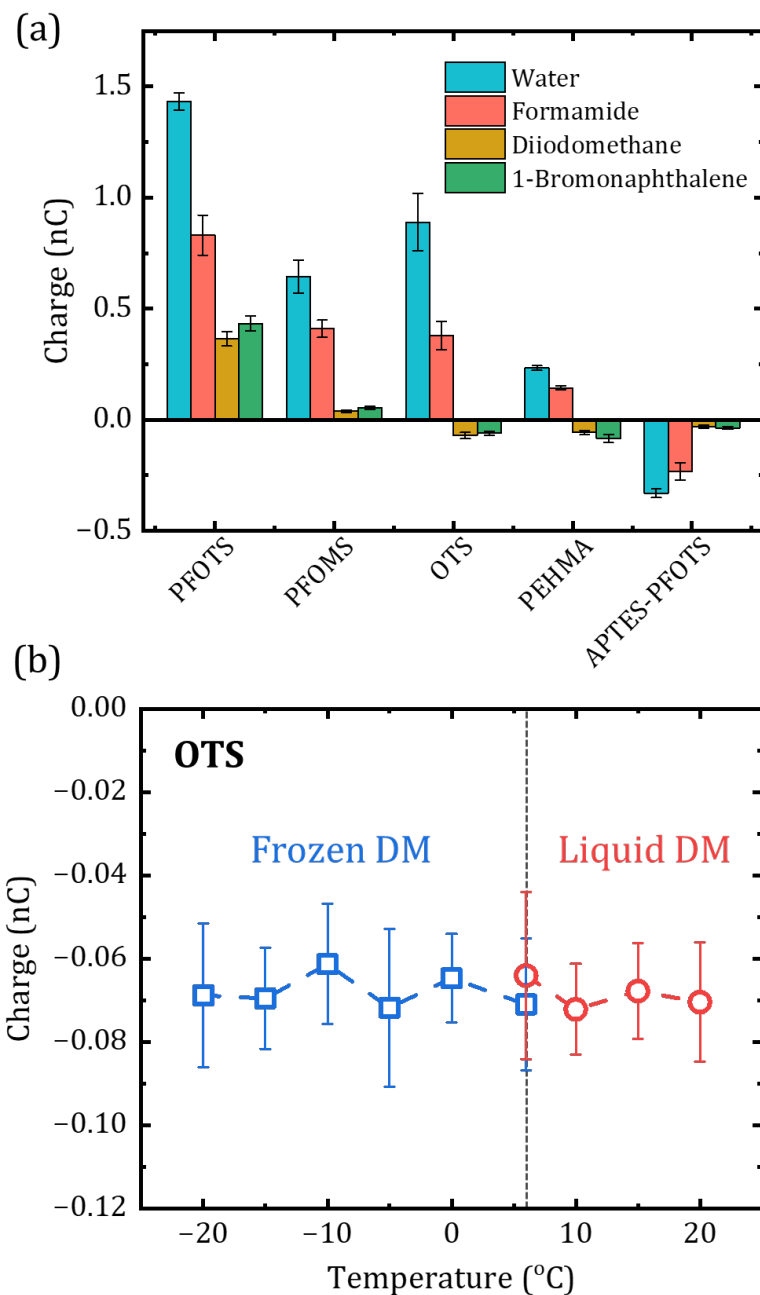 (a)
Charge (nC)
1.5
1.0
0.5
0.0
−0.5
Water
Formamide
Diiodomethane
1-Bromonaphthalene
PFOTS
PFOMS
OTS
PEHMA
APTES-PFOTS
(b)
Charge (nC)
0.00
−0.02
−0.04
−0.06
−0.08
−0.10
−0.12
OTS
Frozen DM
Liquid DM
−20 −10 0 10 20
Temperature (°C)